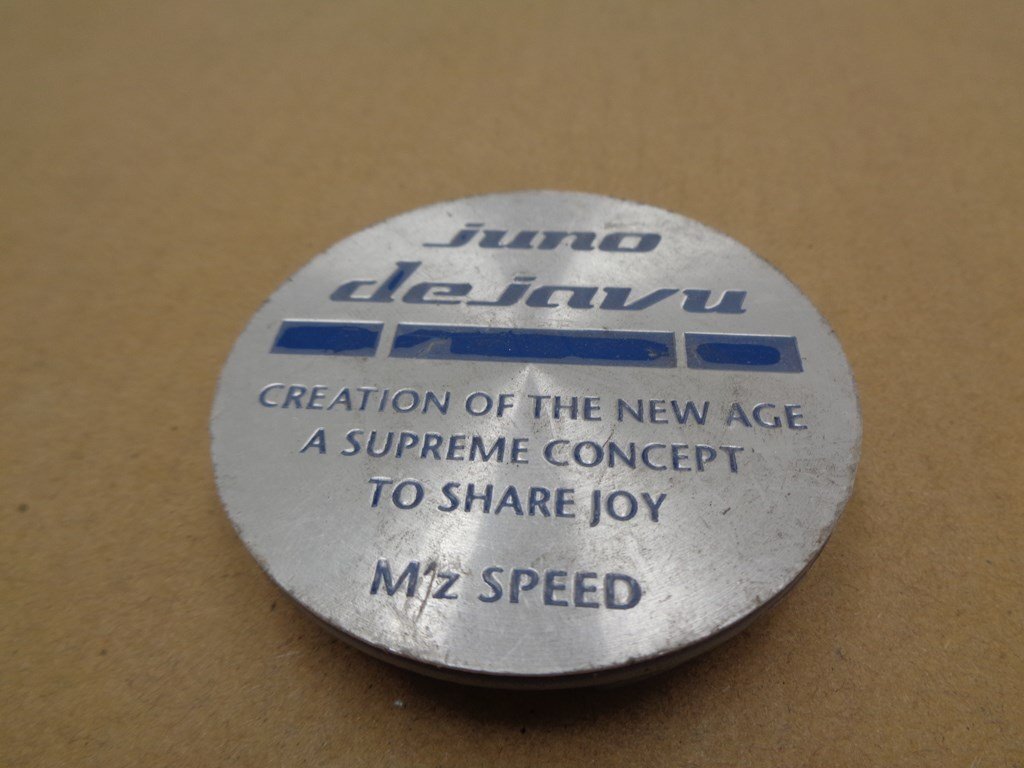 juno
dejavu
CREATION OF THE NEW AGE
A SUPREME CONCEPT
TO SHARE JOY
M'z SPEED